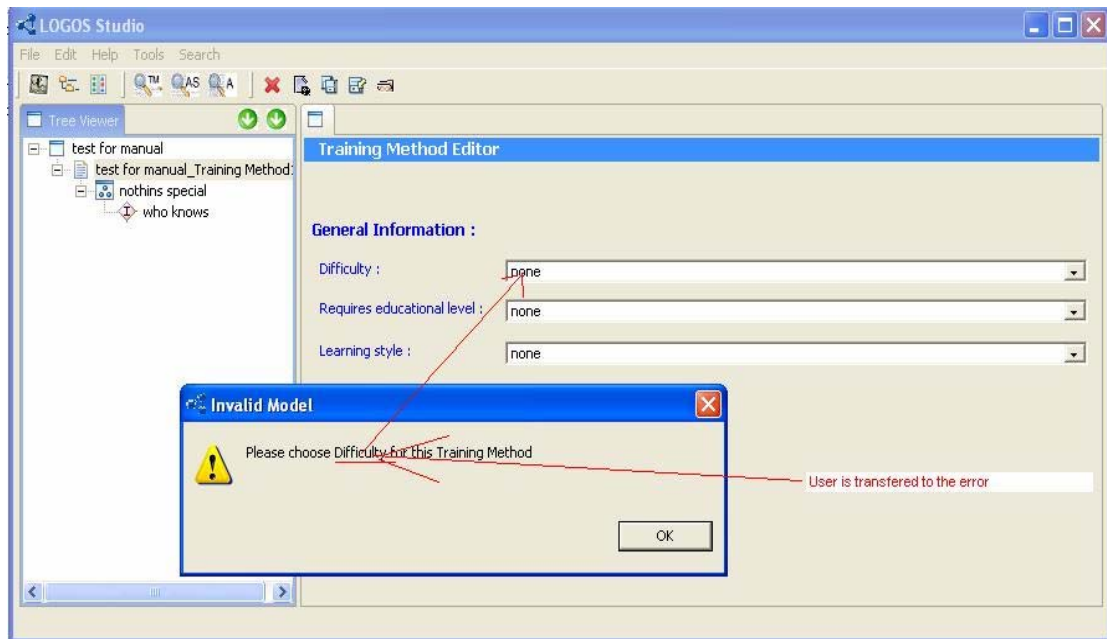 LOGOS Studio
File Edit Help Tools Search
TM AS A
Tree Viewer
test for manual
test for manual_Training Method:
nothins special
I who knows
Training Method Editor
General Information :
Difficulty : none
Requires educational level : none
Learning style : none
Invalid Model
Please choose Difficulty for this Training Method
OK
User is transfered to the error